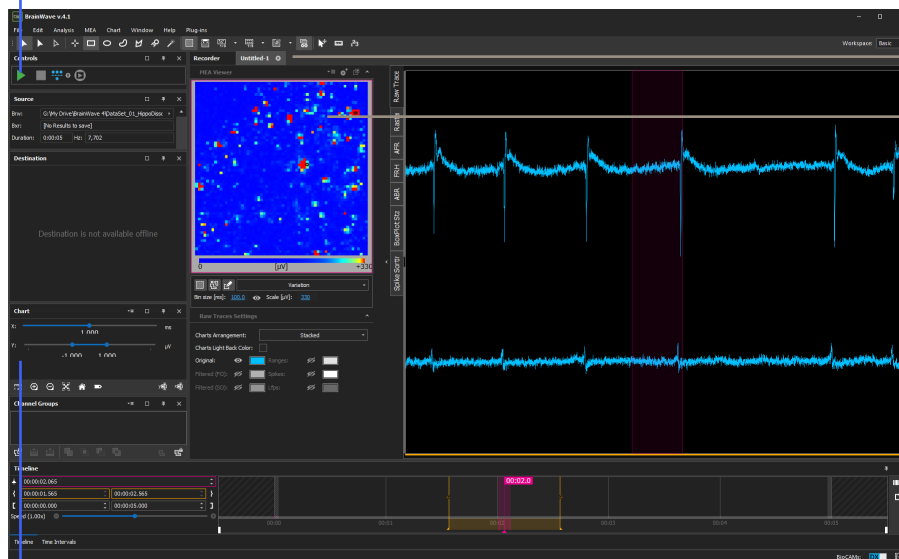 BrainWave v.4.1
File Edit Analysis MEA Chart Window Help Plug-ins
Workspace: Basic
Controls
Recorder Untitled-1
MEA Viewer
Source
Brw: G:\My Drive\BrainWave 4\DataSet_01_HippoDissc
Bxr: [No Results to save]
Duration: 0:00:05 Hz: 7,702
Destination
Destination is not available offline
Raw Trace
Raster
AFR
FRH
ABR
BoxPlot Stz
Spike Sortr
0 [µV] +330
Variation
Bin size [ms]: 100.0 Scale [µV]: 330
Raw Traces Settings
Charts Arrangement: Stacked
Charts Light Back Color:
Original: Ranges:
Filtered (FO): Spikes:
Filtered (SO): Lfps:
Chart
X: 1.000 ms
Y: -1.000 1.000 µV
Channel Groups
Timeline
00:00:02.065
{ 00:00:01.565 00:00:02.565 }
[ 00:00:00.000 00:00:05.000 ]
Speed (1.00x)
00:02.0
00:00 00:01 00:02 00:03 00:04 00:05
Timeline Time Intervals
BioCAMs: